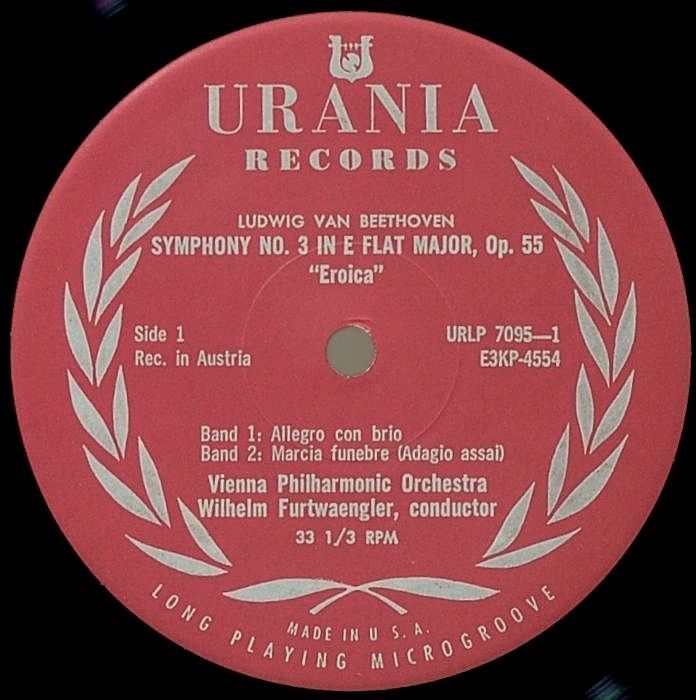 URANIA
RECORDS
LUDWIG VAN BEETHOVEN
SYMPHONY NO. 3 IN E FLAT MAJOR, Op. 55
“Eroica”
Side 1
Rec. in Austria
URLP 7095—1
E3KP-4554
Band 1: Allegro con brio
Band 2: Marcia funebre (Adagio assai)
Vienna Philharmonic Orchestra
Wilhelm Furtwaengler, conductor
33 1/3 RPM
MADE IN U S. A.
LONG PLAYING MICROGROOVE